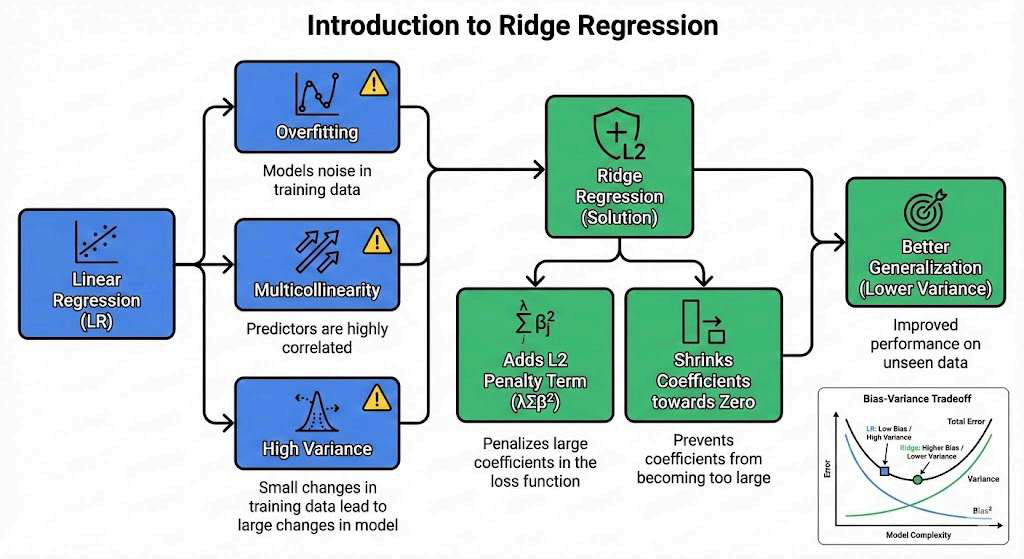 Introduction to Ridge Regression
Linear
Regression
(LR)
Overfitting
Models noise in
training data
Multicollinearity
Predictors are highly
correlated
High Variance
Small changes in
training data lead to
large changes in model
L2
Ridge
Regression
(Solution)
λ
Σ β²ⱼ
j
Adds L2
Penalty Term
(λΣβ²)
Penalizes large
coefficients in the
loss function
Shrinks
Coefficients
towards Zero
Prevents
coefficients from
becoming too large
Better
Generalization
(Lower Variance)
Improved
performance on
unseen data
Bias-Variance Tradeoff
Total Error
LR: Low Bias /
High Variance
Ridge: Higher Bias /
Lower Variance
Variance
Bias²
Error
Model Complexity